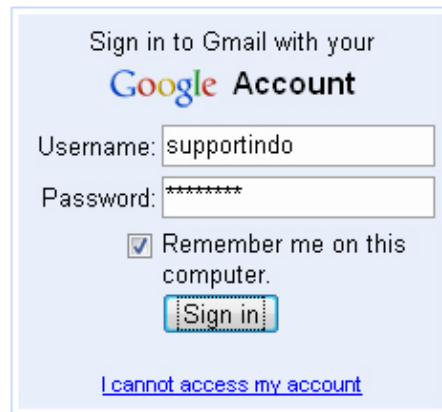 Sign in to Gmail with your
Google Account
Username: supportindo
Password: ********
Remember me on this
computer.
Sign in
I cannot access my account